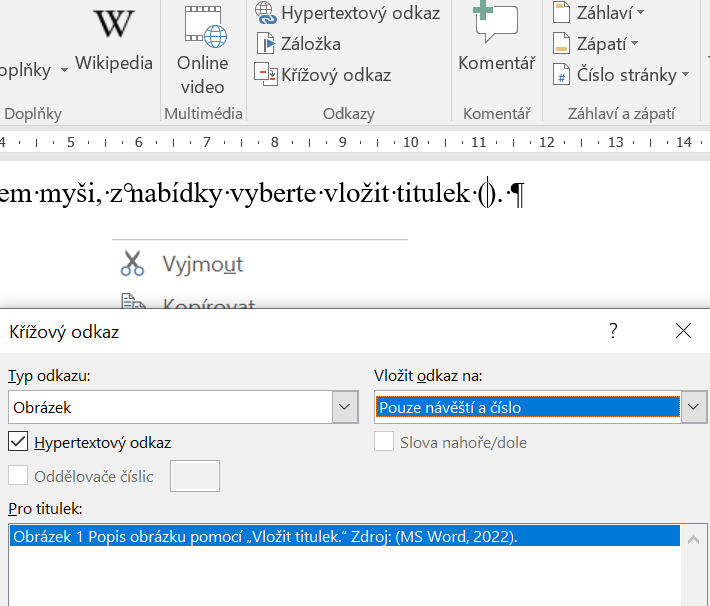 W
Wikipedia
Doplňky
Online
video
Multimédia
Hypertextový odkaz
Záložka
Křížový odkaz
Odkazy
Komentář
Komentář
Záhlaví
Zápatí
# Číslo stránky
Záhlaví a zápatí
4 5 6 7 8 9 10 11 12 13 14
em·myši,·z°nabídky·vyberte·vložit·titulek·().·¶
Vyjmout
Kopírovat
Křížový odkaz ?
Typ odkazu:
Obrázek
Hypertextový odkaz
Oddělovače číslic
Vložit odkaz na:
Pouze návěští a číslo
Slova nahoře/dole
Pro titulek:
Obrázek 1 Popis obrázku pomocí „Vložit titulek.“ Zdroj: (MS Word, 2022).